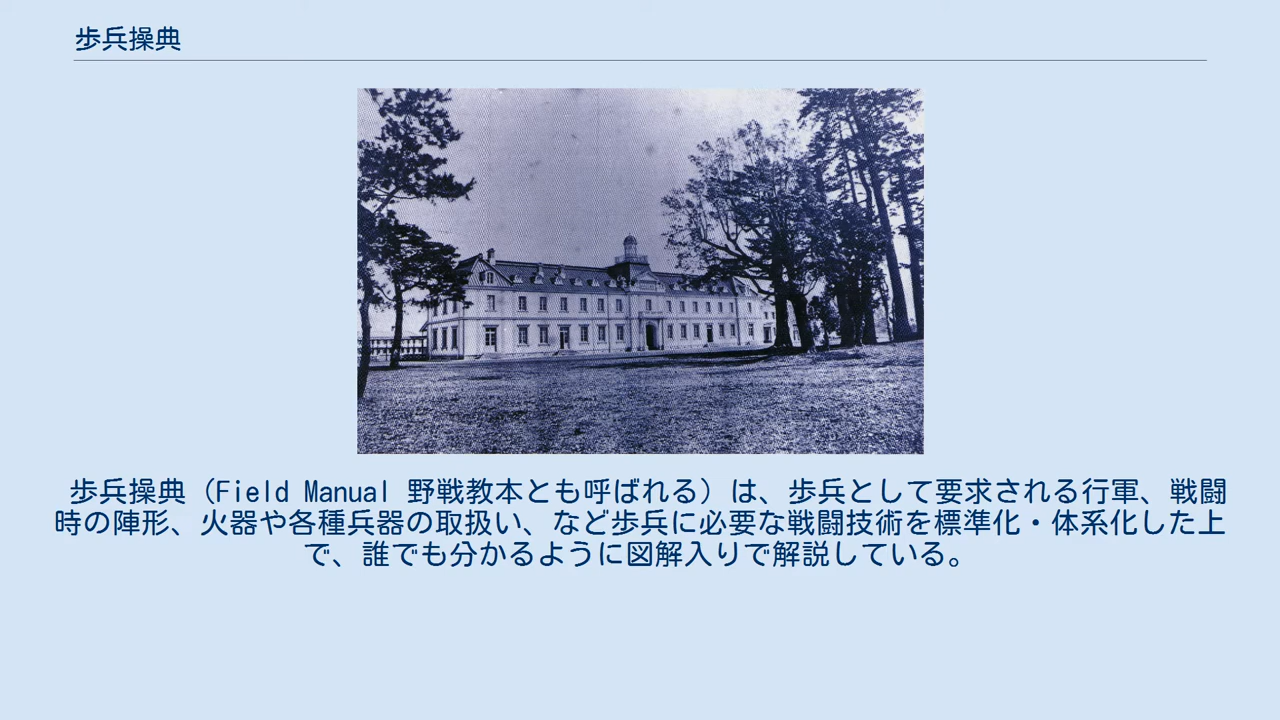 歩兵操典
歩兵操典（Field Manual 野戦教本とも呼ばれる）は、歩兵として要求される行軍、戦闘
時の陣形、火器や各種兵器の取扱い、など歩兵に必要な戦闘技術を標準化・体系化した上
で、誰でも分かるように図解入りで解説している。